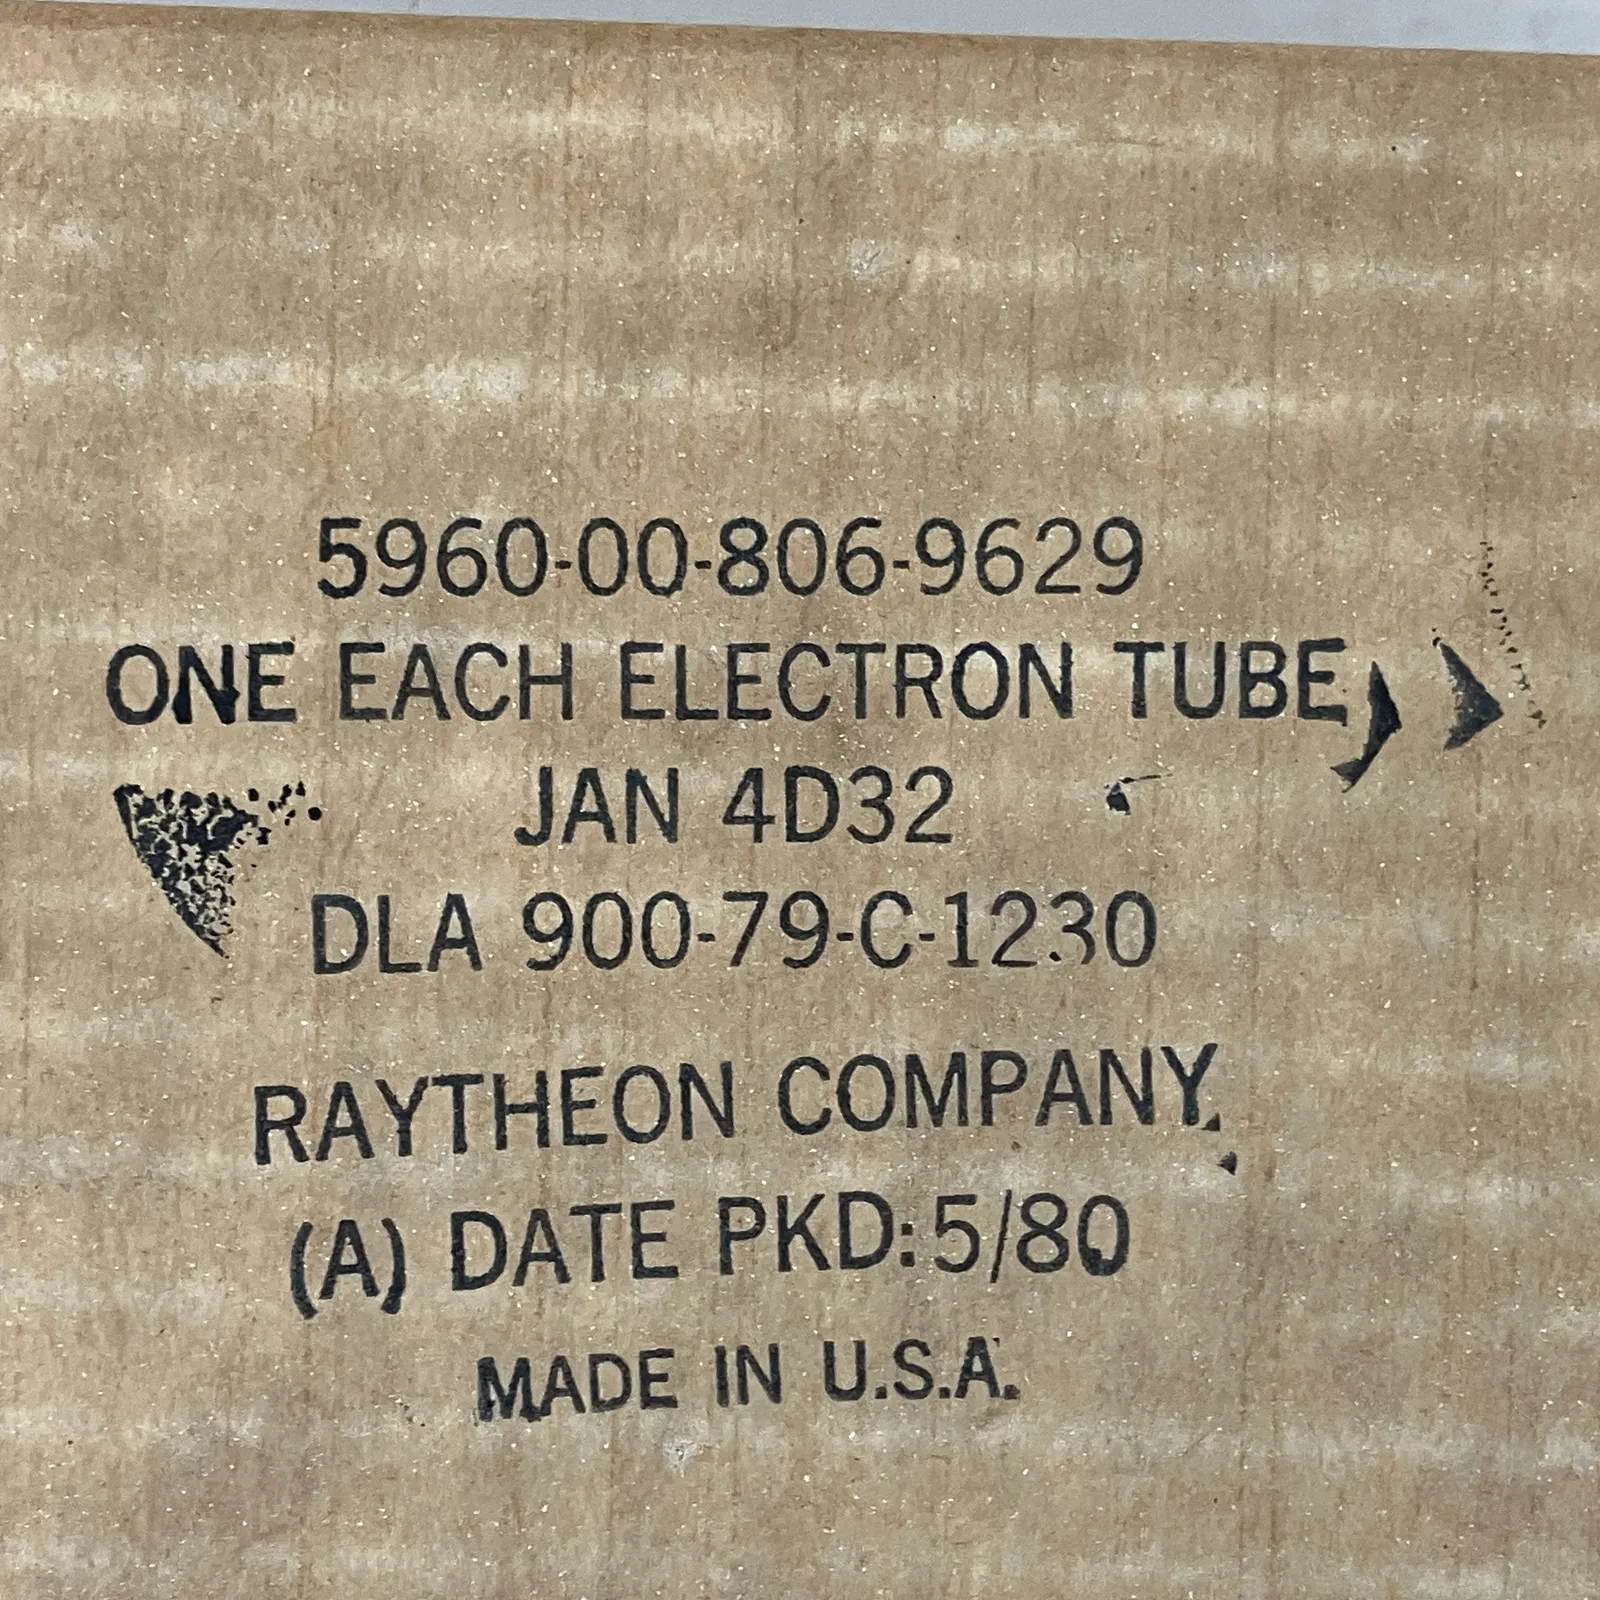 5960-00-806-9629
ONE EACH ELECTRON TUBE
JAN 4D32
DLA 900-79-C-1230
RAYTHEON COMPANY
(A) DATE PKD: 5/80
MADE IN U.S.A.